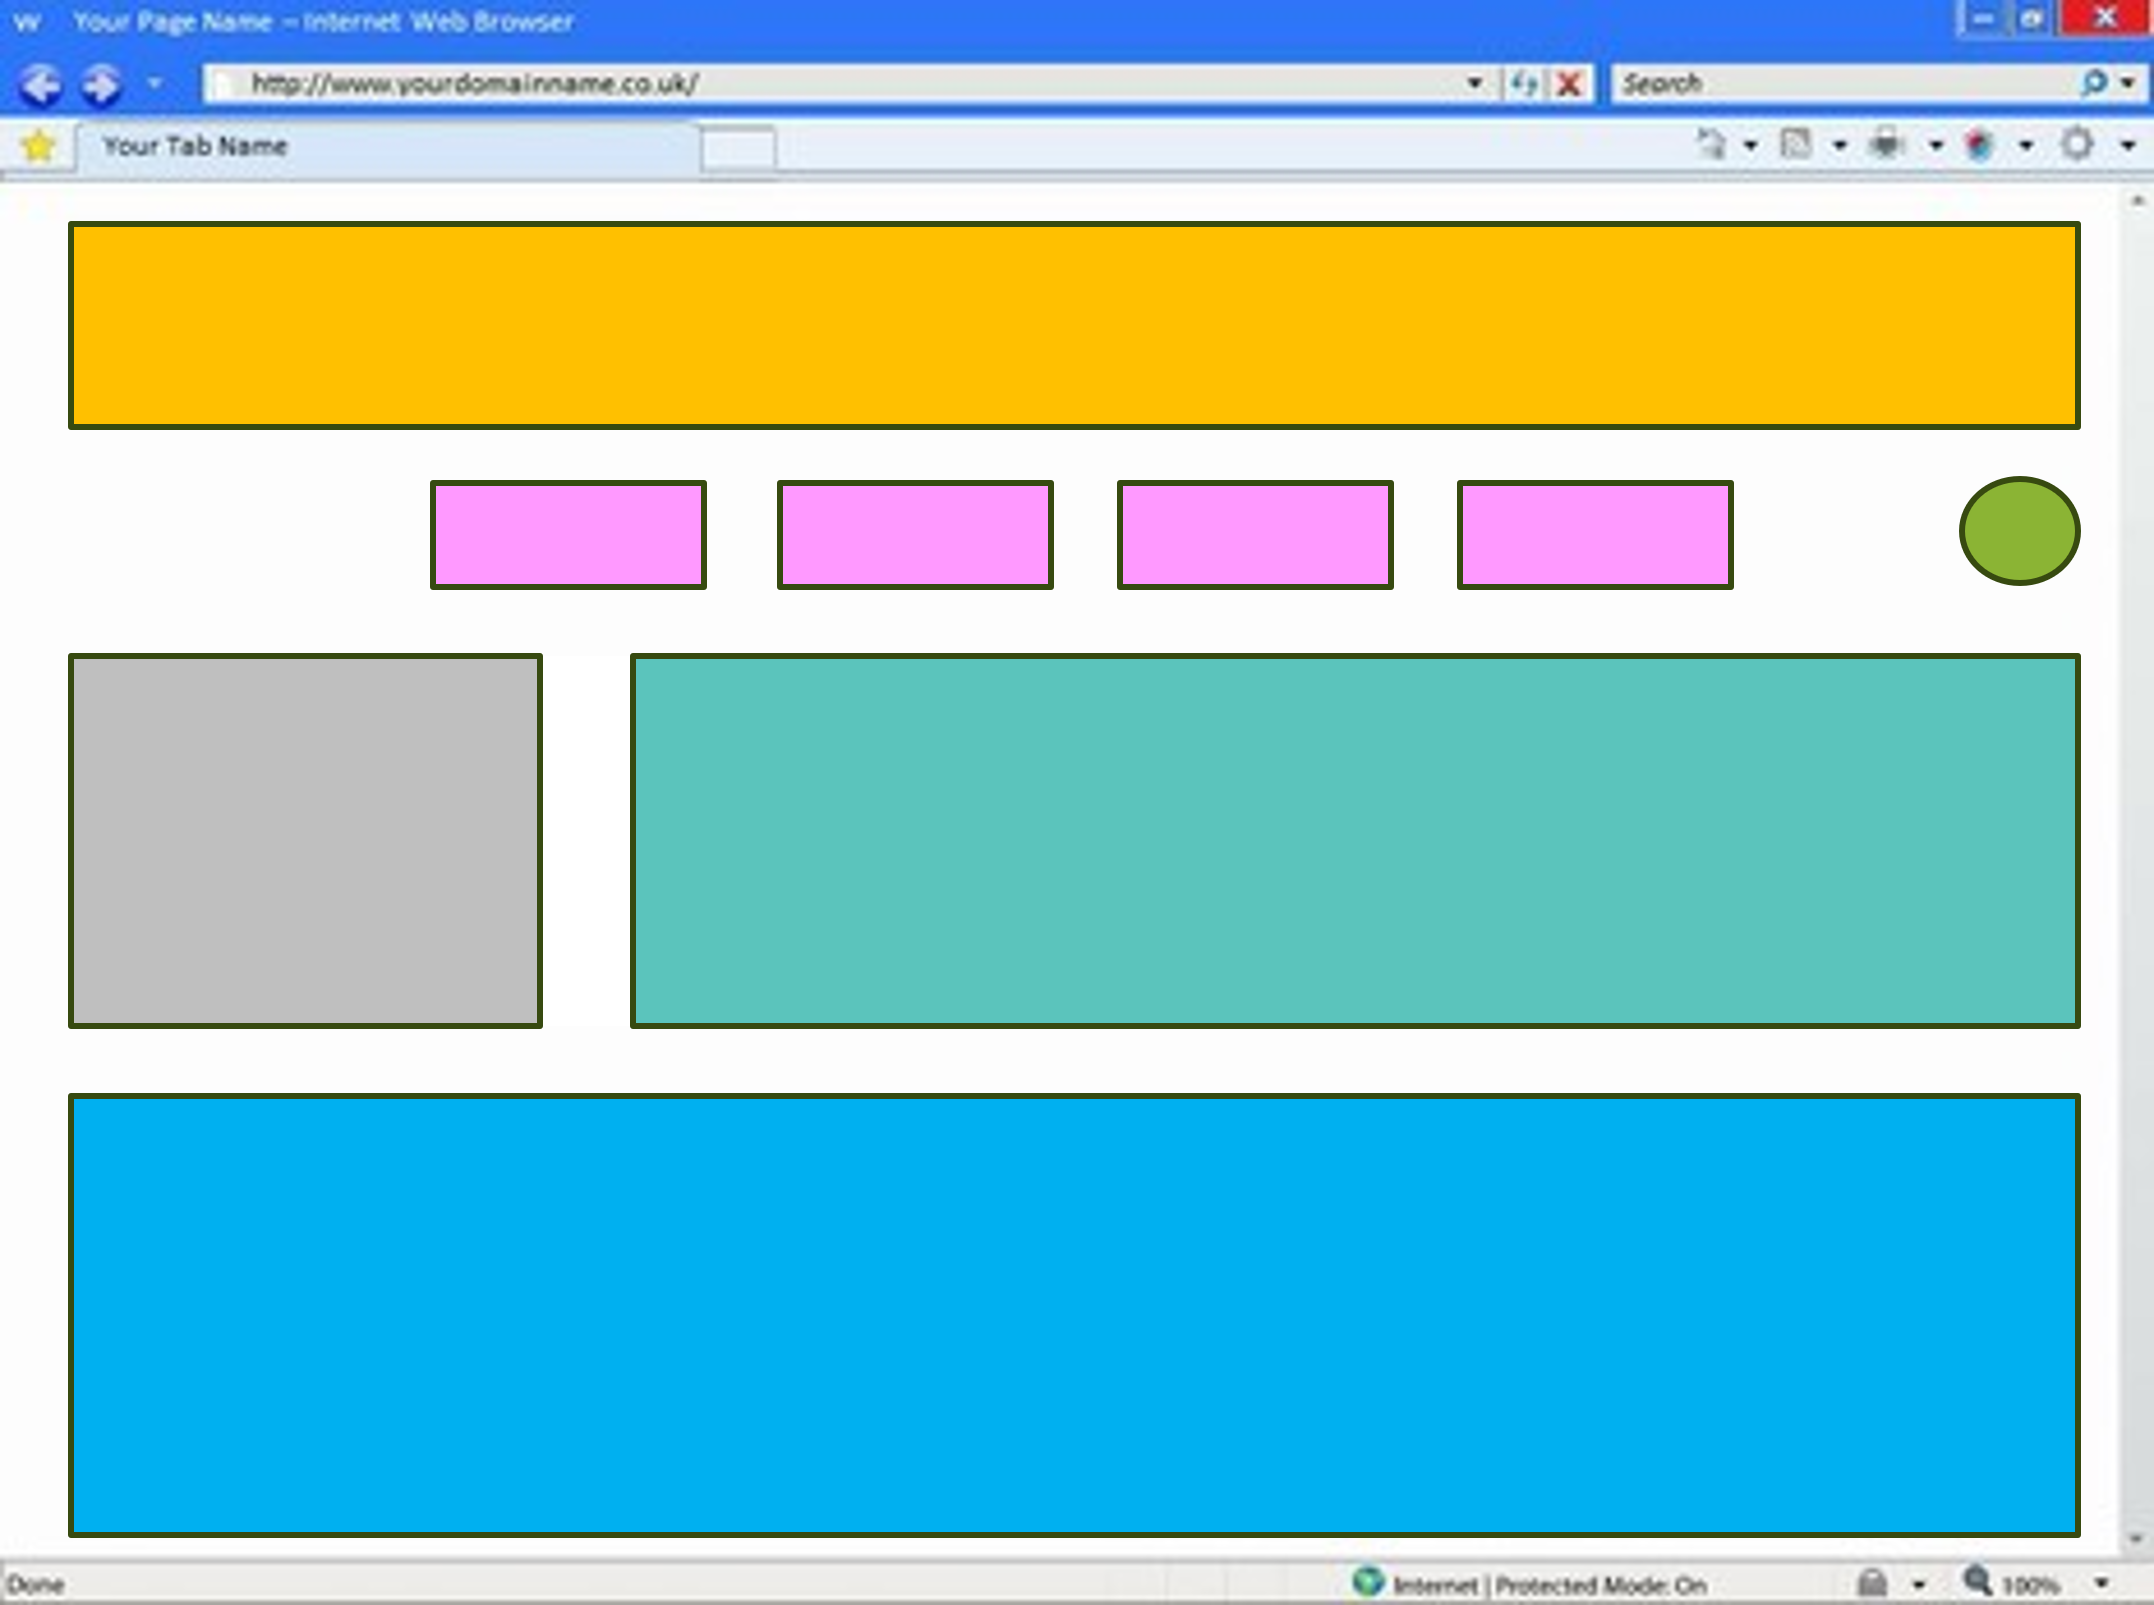 W Your Page Name – Internet Web Browser
http://www.yourdomainname.co.uk/
Search
Your Tab Name
Done
Internet | Protected Mode: On
100%